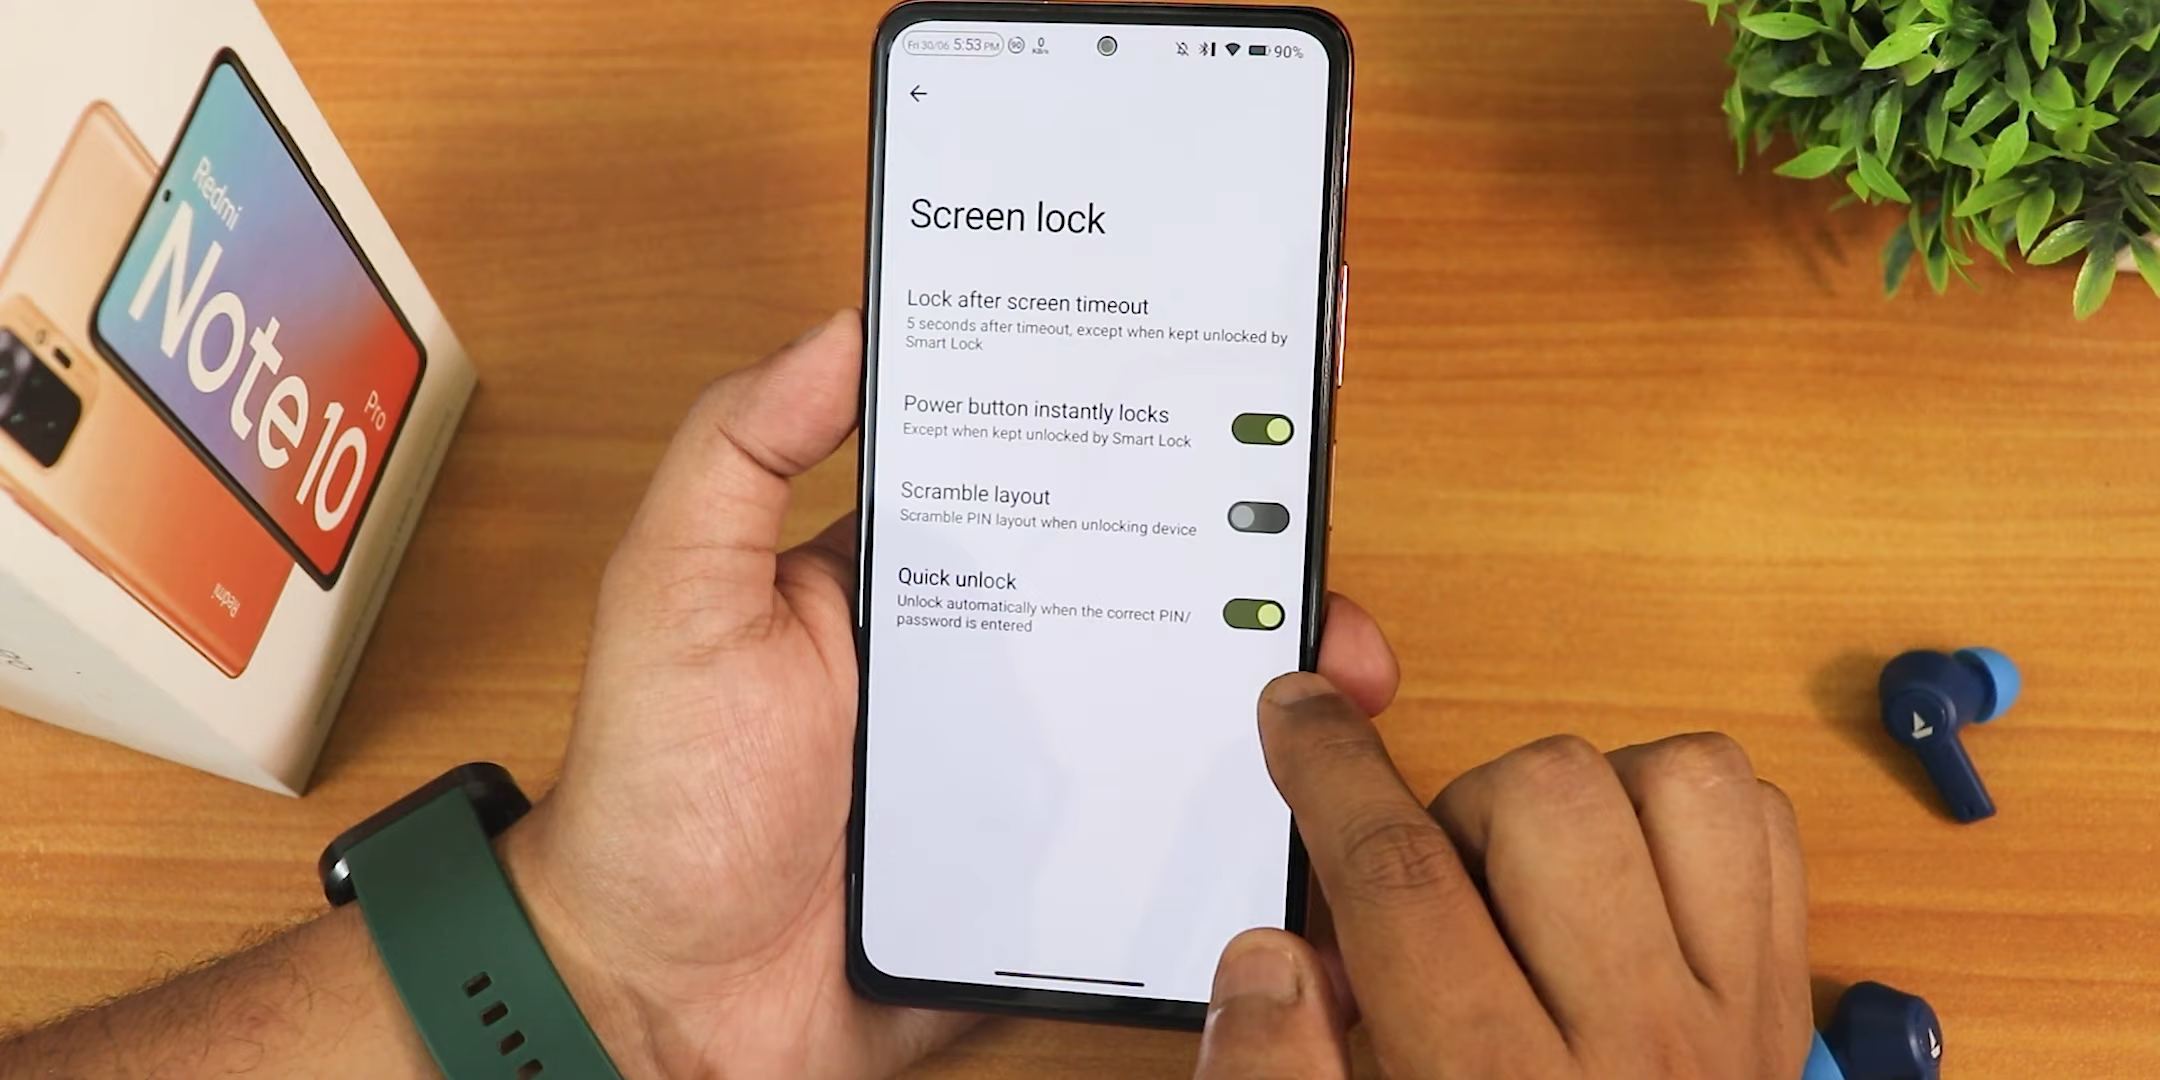 Redmi
Note 10
Pro
Redmi
Fri 30/06 5:53 PM
90
0
KB/s
90%
Screen lock
Lock after screen timeout
5 seconds after timeout, except when kept unlocked by
Smart Lock
Power button instantly locks
Except when kept unlocked by Smart Lock
Scramble layout
Scramble PIN layout when unlocking device
Quick unlock
Unlock automatically when the correct PIN/
password is entered